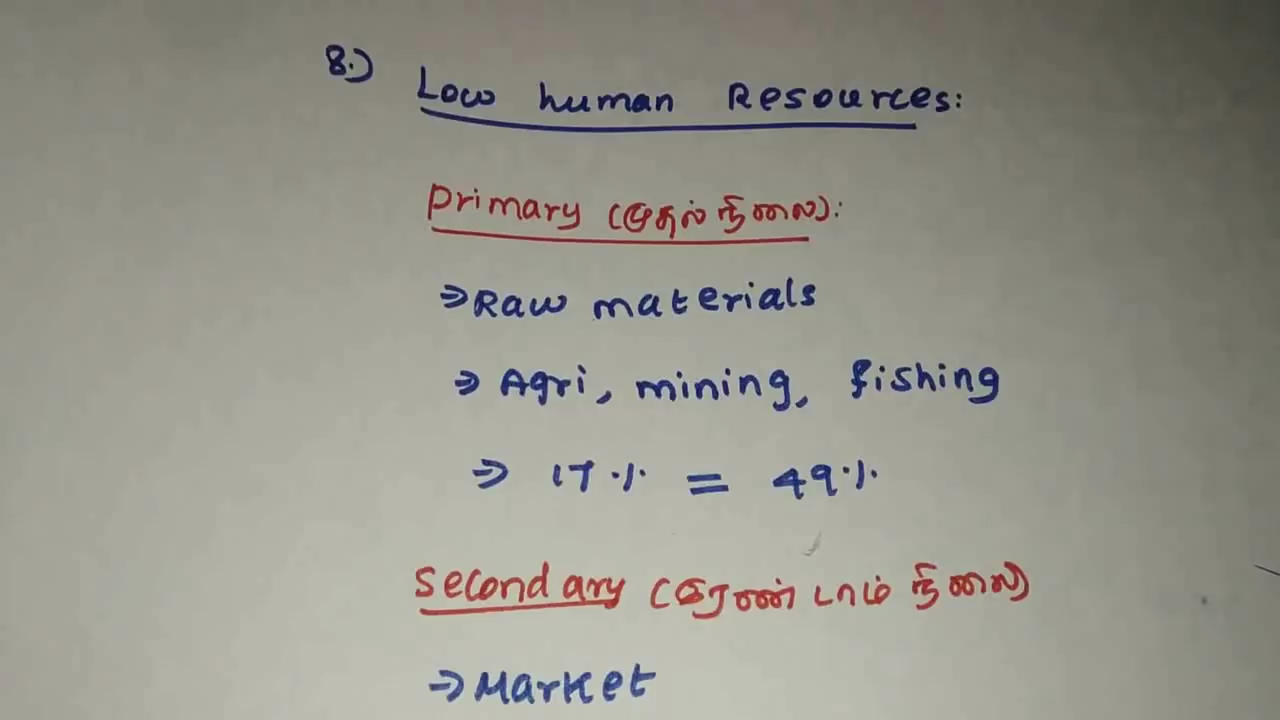 8.) Low human Resources:
Primary (முதல் நிலை):
⇒ Raw materials
⇒ Agri, mining, fishing
⇒ 17% = 49%
Secondary (இரண்டாம் நிலை)
⇒ Market